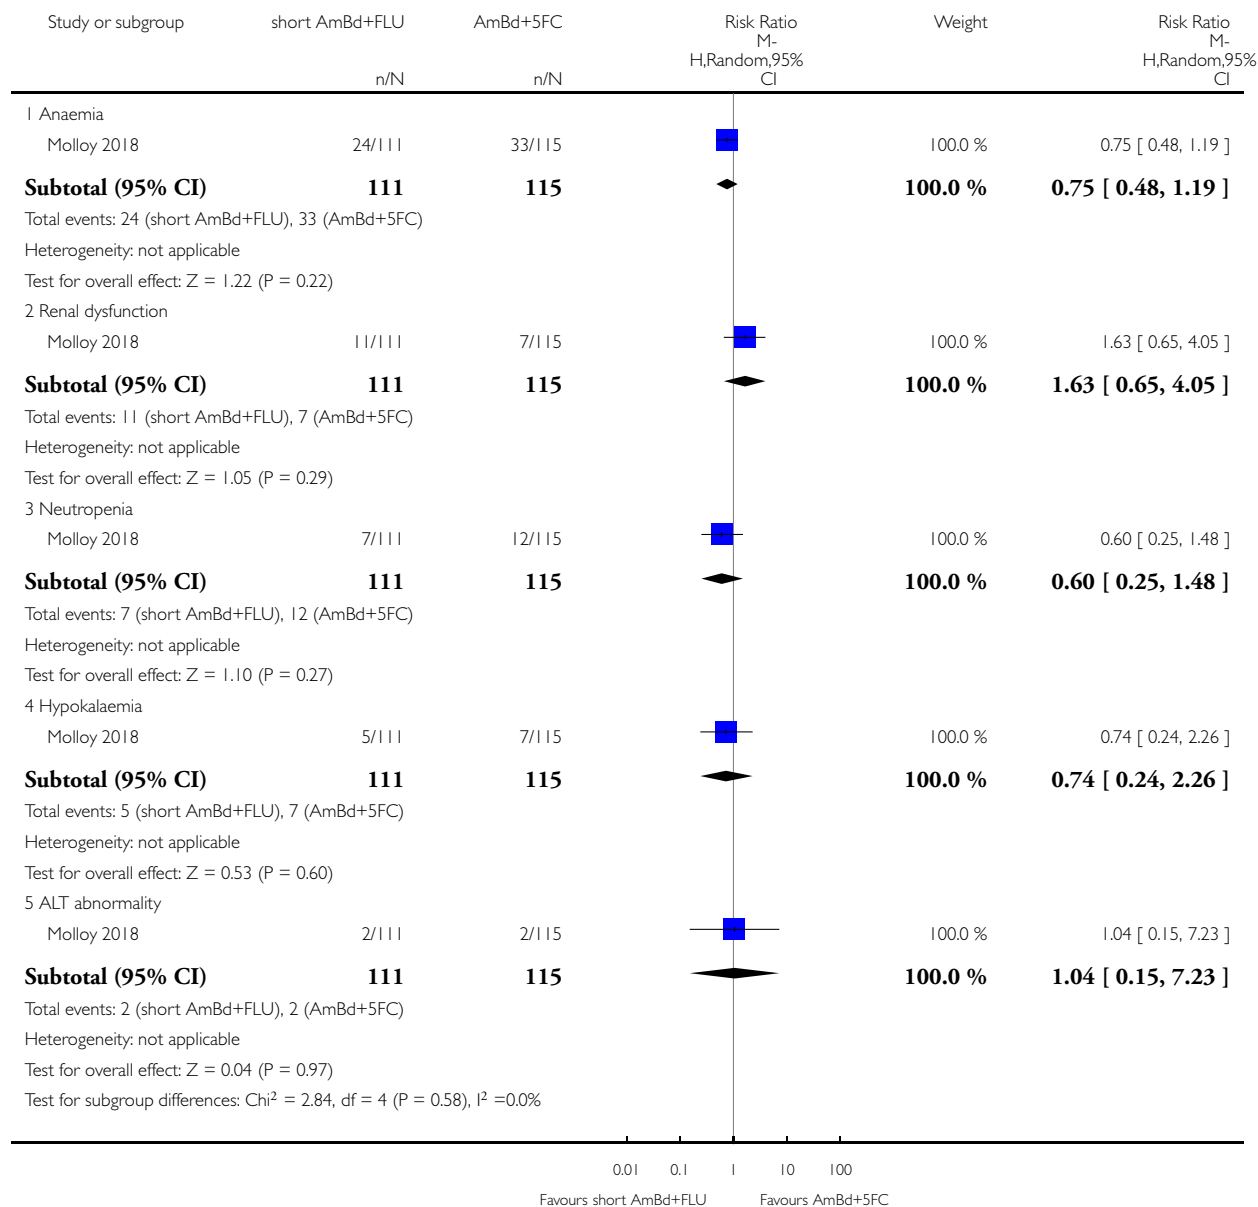 Study or subgroup short AmBd+FLU AmBd+5FC Risk Ratio Weight Risk Ratio
M- M-
H,Random,95% H,Random,95%
n/N n/N CI CI
1 Anaemia
Molloy 2018 24/111 33/115 100.0 % 0.75 [ 0.48, 1.19 ]
Subtotal (95% CI) 111 115 100.0 % 0.75 [ 0.48, 1.19 ]
Total events: 24 (short AmBd+FLU), 33 (AmBd+5FC)
Heterogeneity: not applicable
Test for overall effect: Z = 1.22 (P = 0.22)
2 Renal dysfunction
Molloy 2018 11/111 7/115 100.0 % 1.63 [ 0.65, 4.05 ]
Subtotal (95% CI) 111 115 100.0 % 1.63 [ 0.65, 4.05 ]
Total events: 11 (short AmBd+FLU), 7 (AmBd+5FC)
Heterogeneity: not applicable
Test for overall effect: Z = 1.05 (P = 0.29)
3 Neutropenia
Molloy 2018 7/111 12/115 100.0 % 0.60 [ 0.25, 1.48 ]
Subtotal (95% CI) 111 115 100.0 % 0.60 [ 0.25, 1.48 ]
Total events: 7 (short AmBd+FLU), 12 (AmBd+5FC)
Heterogeneity: not applicable
Test for overall effect: Z = 1.10 (P = 0.27)
4 Hypokalaemia
Molloy 2018 5/111 7/115 100.0 % 0.74 [ 0.24, 2.26 ]
Subtotal (95% CI) 111 115 100.0 % 0.74 [ 0.24, 2.26 ]
Total events: 5 (short AmBd+FLU), 7 (AmBd+5FC)
Heterogeneity: not applicable
Test for overall effect: Z = 0.53 (P = 0.60)
5 ALT abnormality
Molloy 2018 2/111 2/115 100.0 % 1.04 [ 0.15, 7.23 ]
Subtotal (95% CI) 111 115 100.0 % 1.04 [ 0.15, 7.23 ]
Total events: 2 (short AmBd+FLU), 2 (AmBd+5FC)
Heterogeneity: not applicable
Test for overall effect: Z = 0.04 (P = 0.97)
Test for subgroup differences: Chi² = 2.84, df = 4 (P = 0.58), I² =0.0%
0.01 0.1 1 10 100
Favours short AmBd+FLU Favours AmBd+5FC